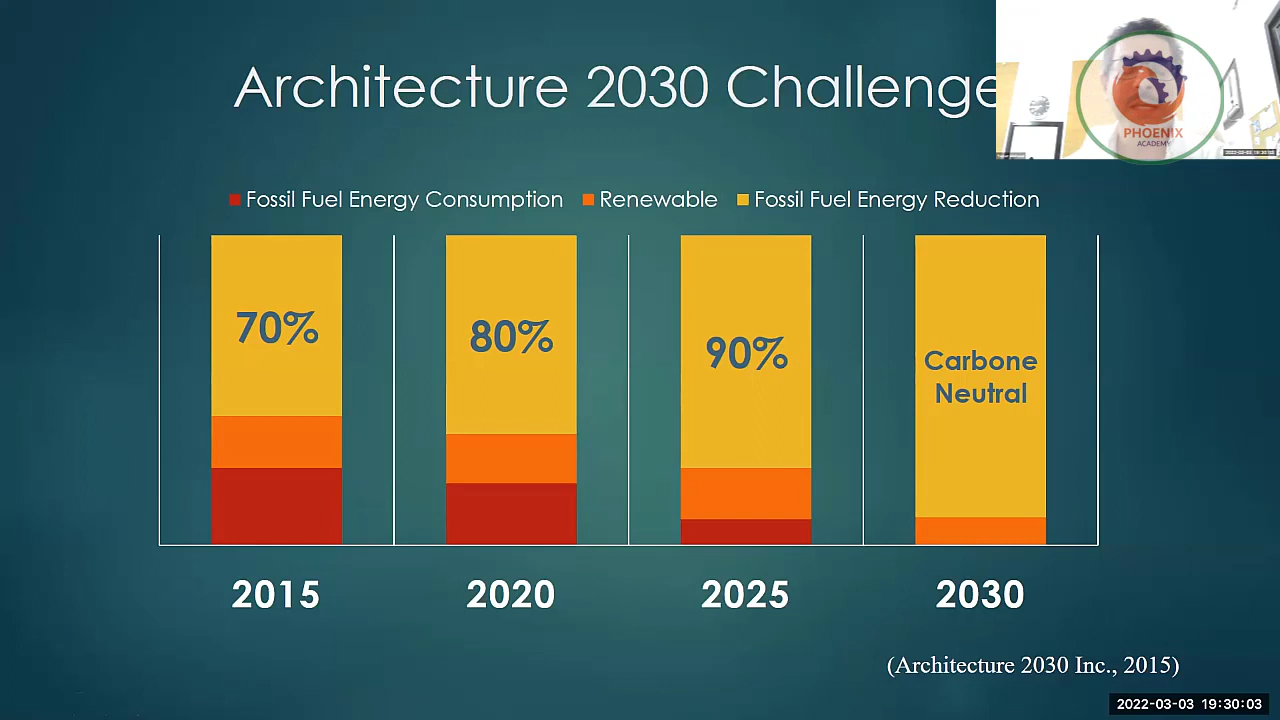 Architecture 2030 Challenge
PHOENIX
ACADEMY
Fossil Fuel Energy Consumption Renewable Fossil Fuel Energy Reduction
70%
80%
90%
Carbone
Neutral
2015 2020 2025 2030
(Architecture 2030 Inc., 2015)
2022-03-03 19:30:03